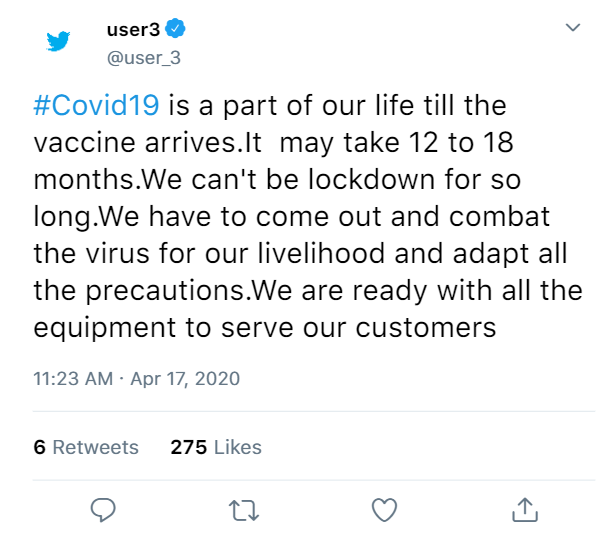 user3
@user_3
#Covid19 is a part of our life till the
vaccine arrives.It  may take 12 to 18
months.We can't be lockdown for so
long.We have to come out and combat
the virus for our livelihood and adapt all
the precautions.We are ready with all the
equipment to serve our customers
11:23 AM · Apr 17, 2020
6 Retweets 275 Likes